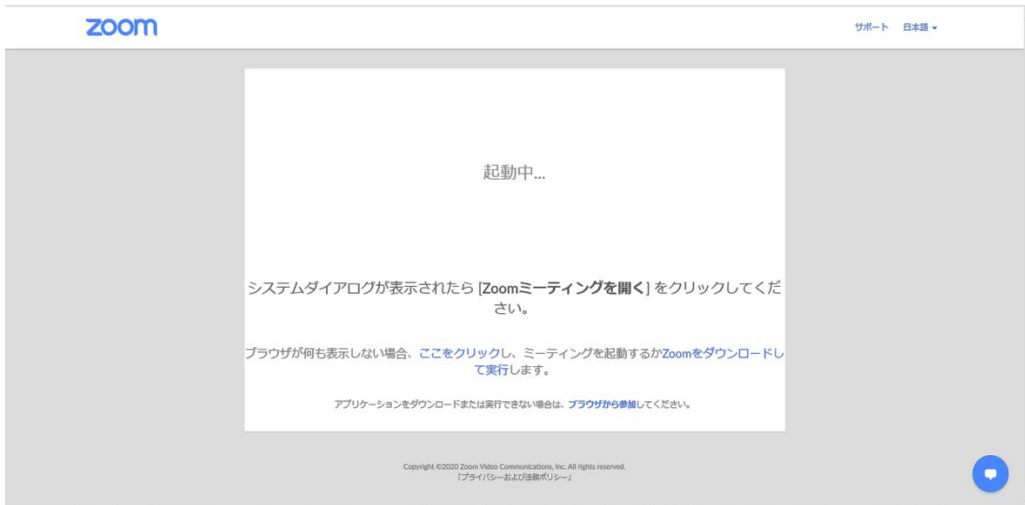 zoom
サポート 日本語
起動中...
システムダイアログが表示されたら [Zoomミーティングを開く] をクリックしてくだ
さい。
ブラウザが何も表示しない場合、ここをクリックし、ミーティングを起動するかZoomをダウンロードし
て実行します。
アプリケーションをダウンロードまたは実行できない場合は、ブラウザから参加してください。
Copyright ©2020 Zoom Video Communications, Inc. All rights reserved.
「プライバシーおよび法務ポリシー」